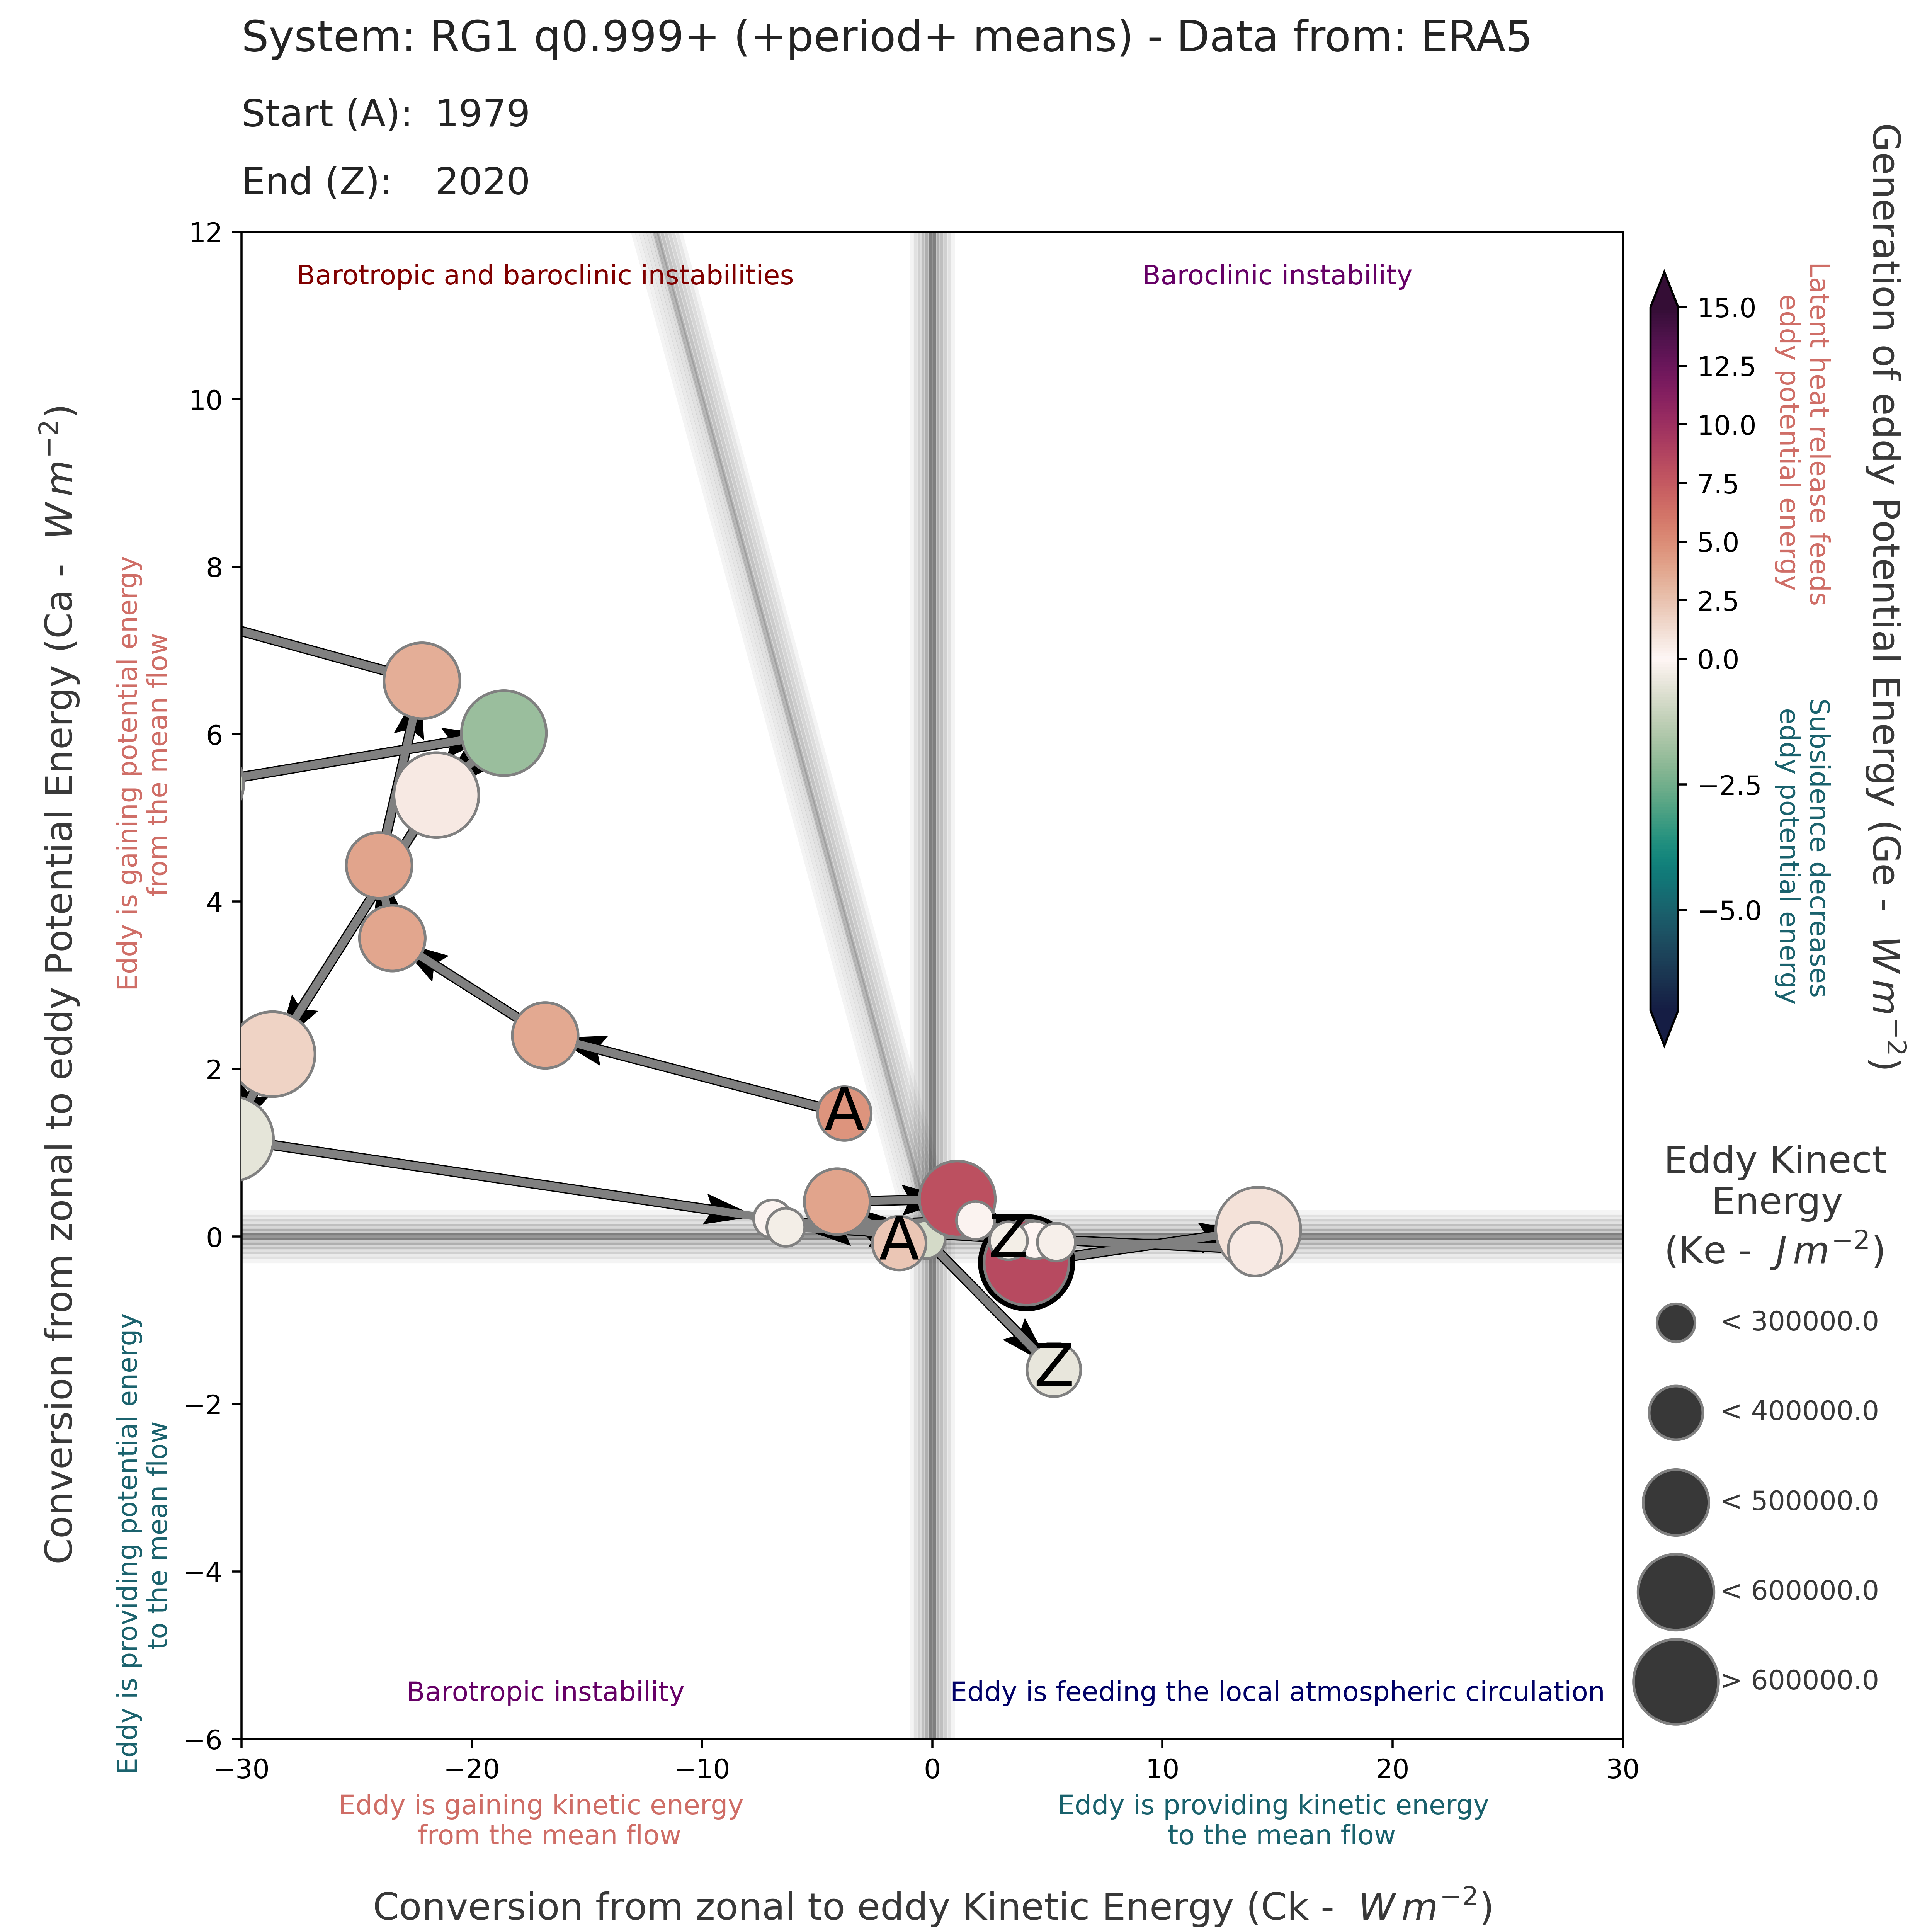 System: RG1 q0.999+ (+period+ means) - Data from: ERA5
Start (A): 1979
End (Z): 2020
Barotropic and baroclinic instabilities
Baroclinic instability
Barotropic instability
Eddy is feeding the local atmospheric circulation
A
A
Z
Z
12
10
8
6
4
2
0
−2
−4
−6
−30
−20
−10
0
10
20
30
Conversion from zonal to eddy Potential Energy (Ca - W m⁻²)
Eddy is gaining potential energy
from the mean flow
Eddy is providing potential energy
to the mean flow
Eddy is gaining kinetic energy
from the mean flow
Eddy is providing kinetic energy
to the mean flow
Conversion from zonal to eddy Kinetic Energy (Ck - W m⁻²)
15.0
12.5
10.0
7.5
5.0
2.5
0.0
−2.5
−5.0
Latent heat release feeds
eddy potential energy
Subsidence decreases
eddy potential energy
Generation of eddy Potential Energy (Ge - W m⁻²)
Eddy Kinect
Energy
(Ke - J m⁻²)
< 300000.0
< 400000.0
< 500000.0
< 600000.0
> 600000.0